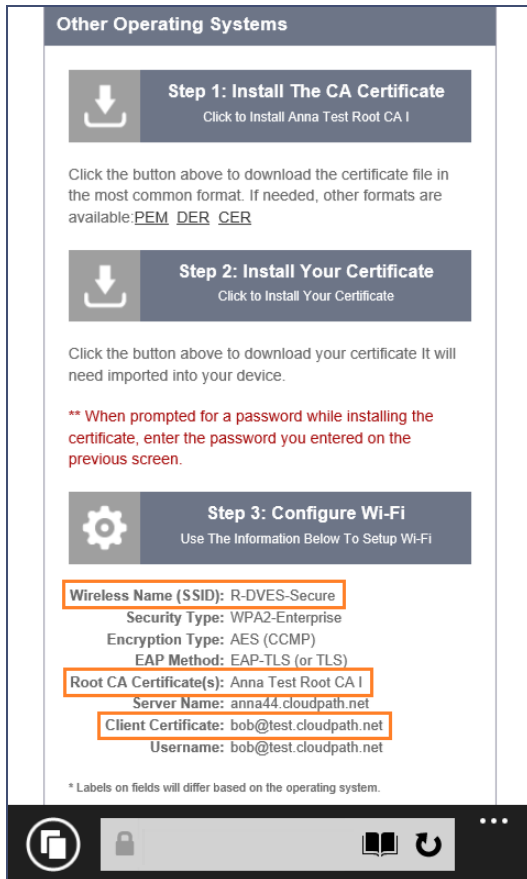 Other Operating Systems
Step 1: Install The CA Certificate
Click to Install Anna Test Root CA I
Click the button above to download the certificate file in
the most common format. If needed, other formats are
available:PEM DER CER
Step 2: Install Your Certificate
Click to Install Your Certificate
Click the button above to download your certificate It will
need imported into your device.
** When prompted for a password while installing the
certificate, enter the password you entered on the
previous screen.
Step 3: Configure Wi-Fi
Use The Information Below To Setup Wi-Fi
Wireless Name (SSID): R-DVES-Secure
Security Type: WPA2-Enterprise
Encryption Type: AES (CCMP)
EAP Method: EAP-TLS (or TLS)
Root CA Certificate(s): Anna Test Root CA I
Server Name: anna44.cloudpath.net
Client Certificate: bob@test.cloudpath.net
Username: bob@test.cloudpath.net
* Labels on fields will differ based on the operating system.